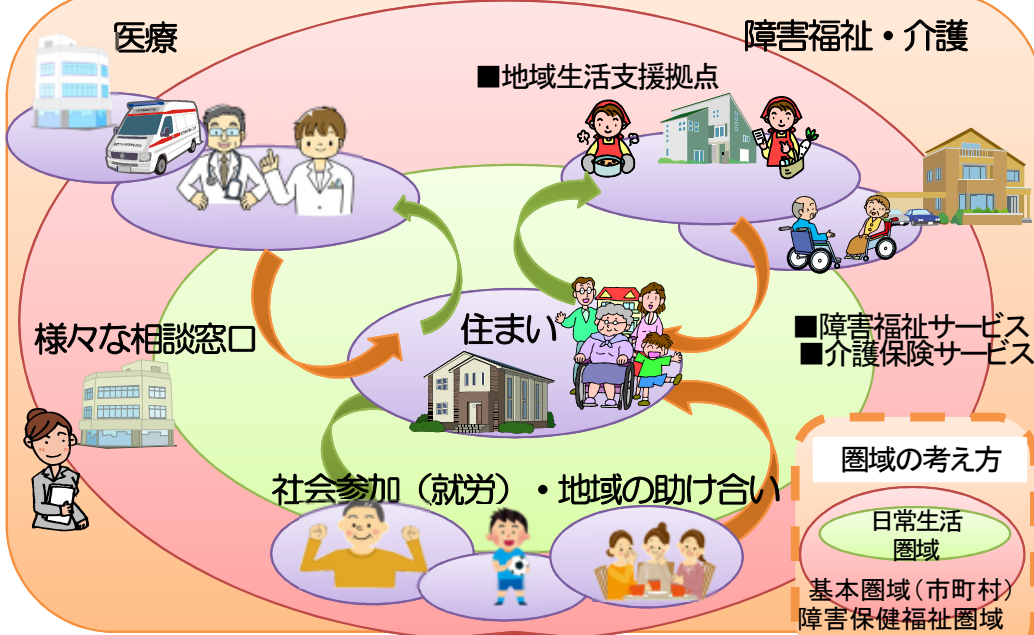 医療
障害福祉・介護
■地域生活支援拠点
住まい
様々な相談窓口
■障害福祉サービス
■介護保険サービス
社会参加（就労）・地域の助け合い
圏域の考え方
日常生活
圏域
基本圏域（市町村）
障害保健福祉圏域